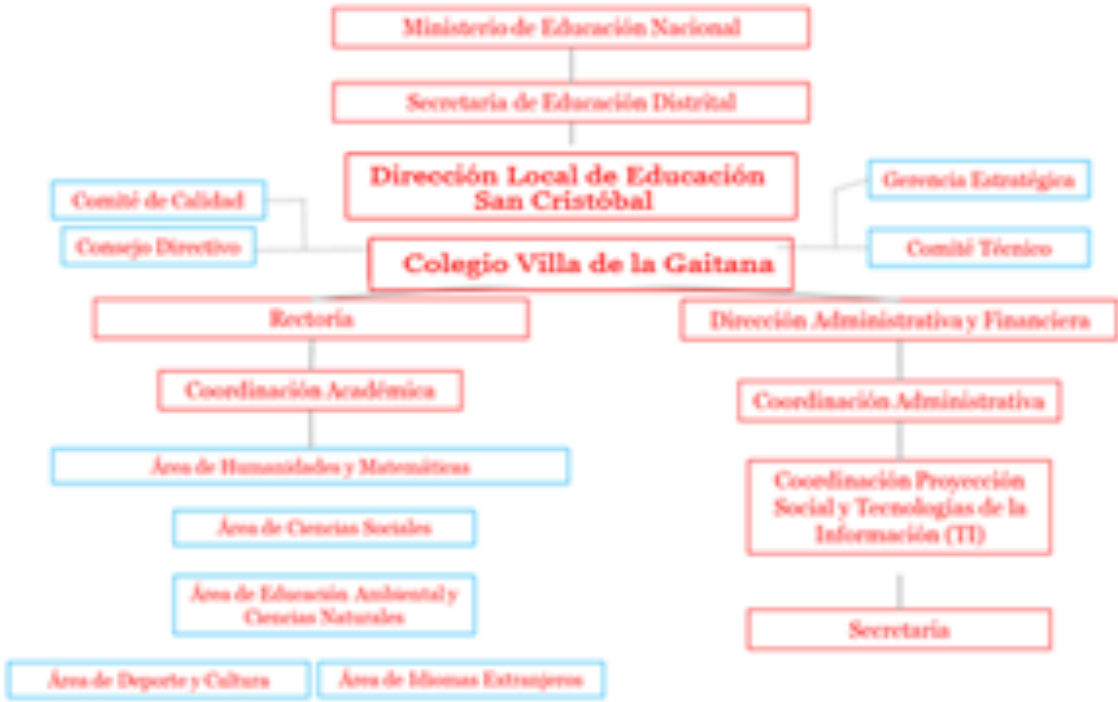 Ministerio de Educación Nacional
Secretaria de Educación Distrital
Dirección Local de Educación
San Cristóbal
Comité de Calidad
Gerencia Estratégica
Consejo Directivo
Comité Técnico
Colegio Villa de la Gaitana
Rectoría
Dirección Administrativa y Financiera
Coordinación Académica
Coordinación Administrativa
Área de Humanidades y Matemáticas
Coordinación Proyección
Social y Tecnologías de la
Información (TI)
Área de Ciencias Sociales
Área de Educación Ambiental y
Ciencias Naturales
Secretaria
Área de Deporte y Cultura
Área de Idiomas Extranjeros